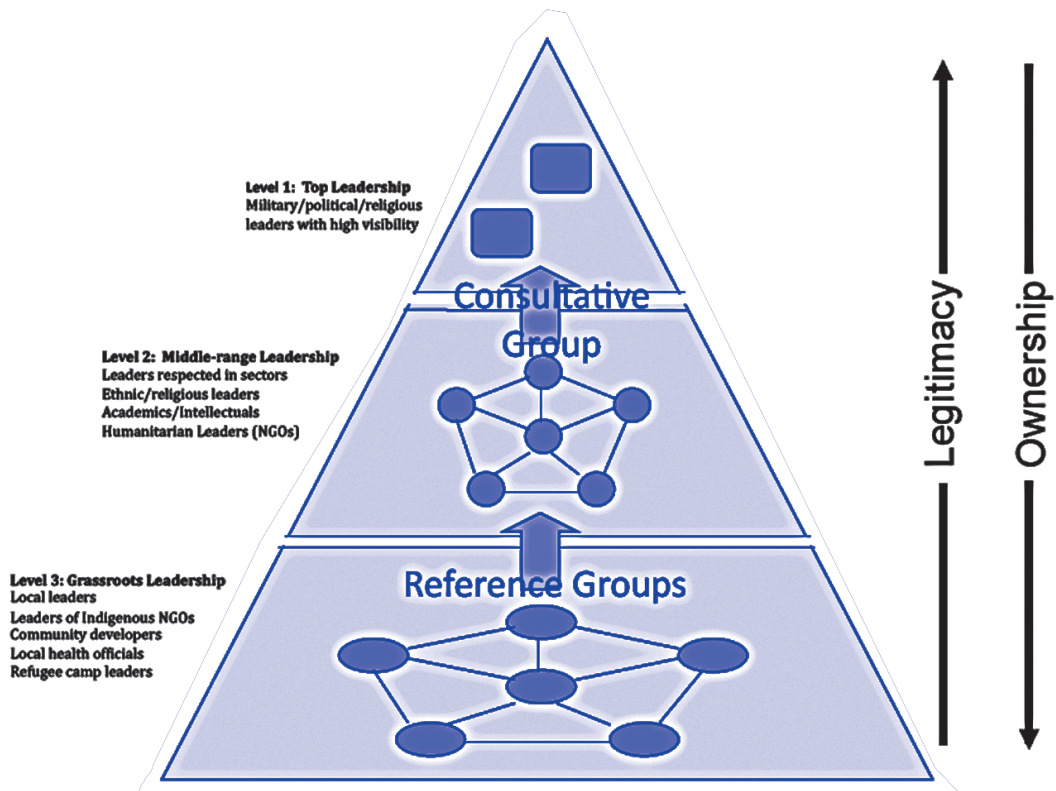 Level 1: Top Leadership
Military/political/religious
leaders with high visibility
Consultative
Group
Level 2: Middle-range Leadership
Leaders respected in sectors
Ethnic/religious leaders
Academics/Intellectuals
Humanitarian Leaders (NGOs)
Reference Groups
Level 3: Grassroots Leadership
Local leaders
Leaders of Indigenous NGOs
Community developers
Local health officials
Refugee camp leaders
Legitimacy
Ownership